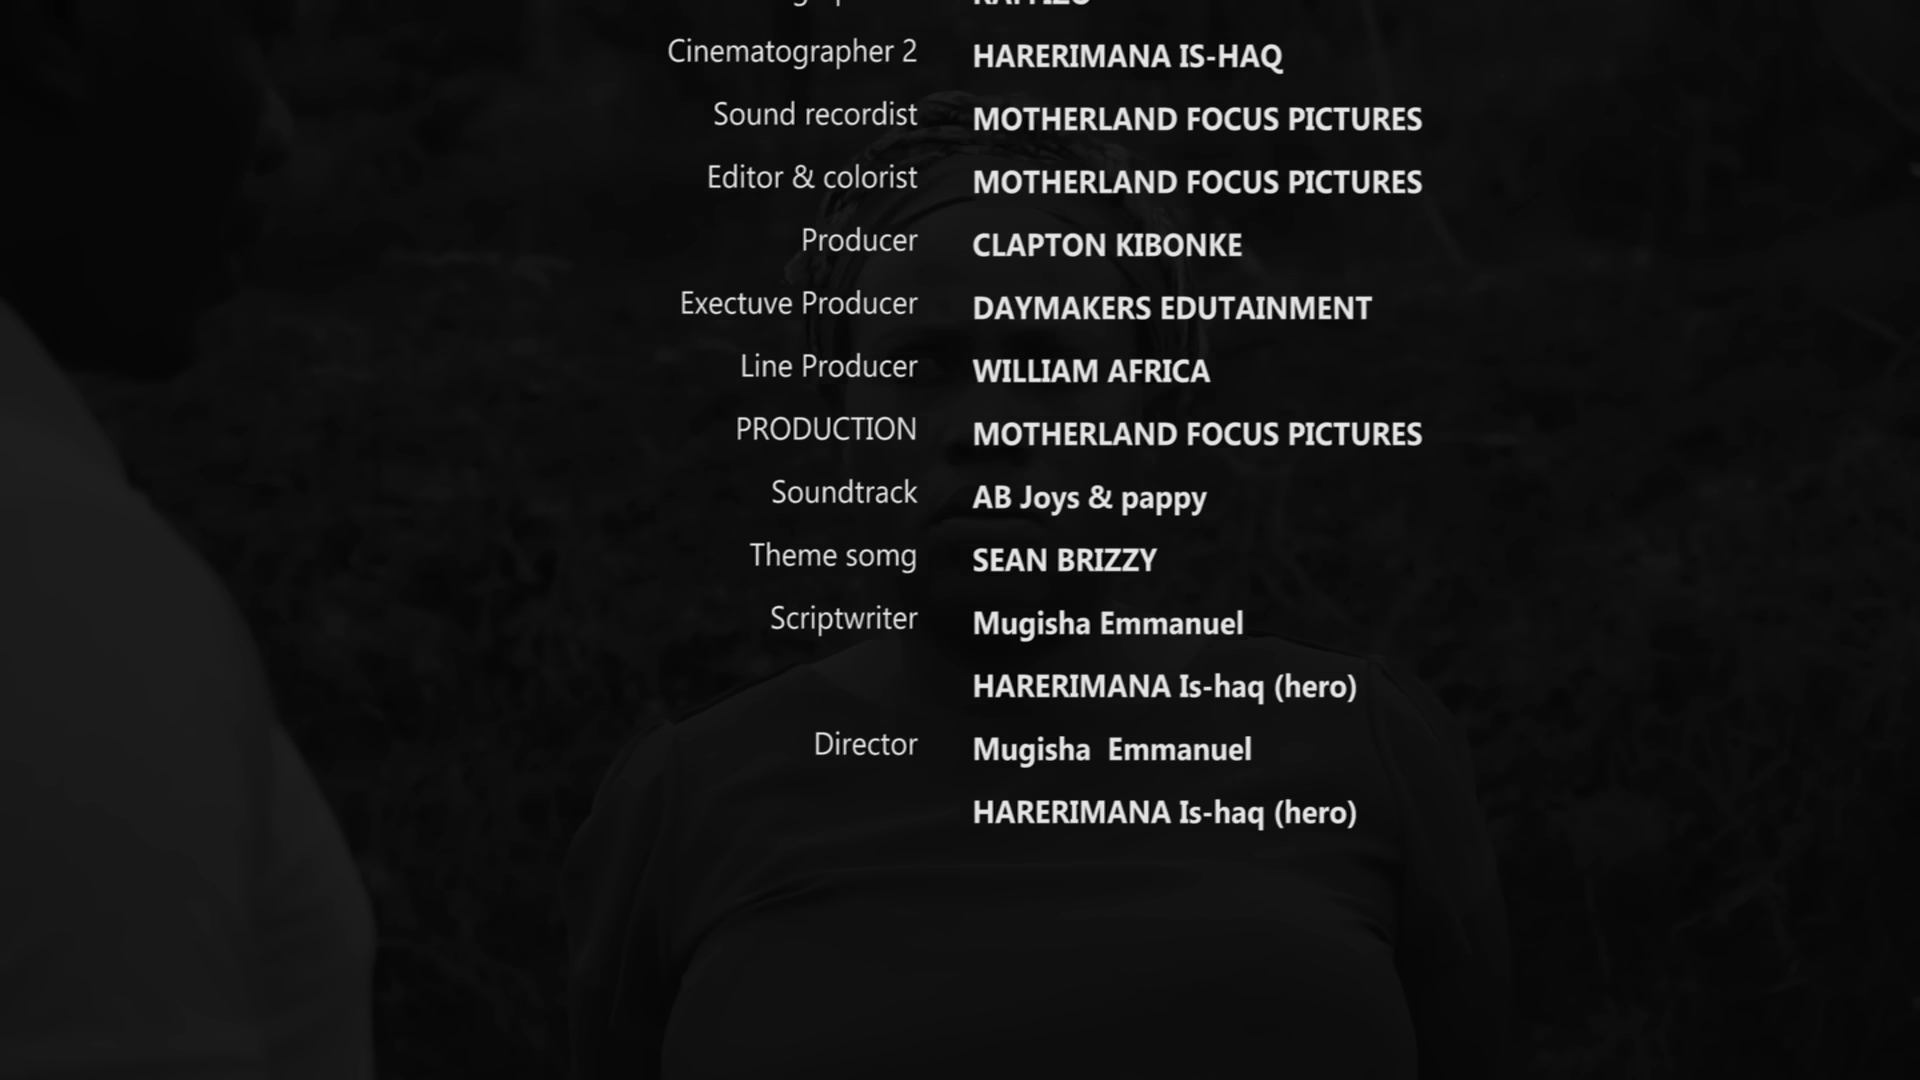 Cinematographer 2 HARERIMANA IS-HAQ
Sound recordist MOTHERLAND FOCUS PICTURES
Editor & colorist MOTHERLAND FOCUS PICTURES
Producer CLAPTON KIBONKE
Exectuve Producer DAYMAKERS EDUTAINMENT
Line Producer WILLIAM AFRICA
PRODUCTION MOTHERLAND FOCUS PICTURES
Soundtrack AB Joys & pappy
Theme somg SEAN BRIZZY
Scriptwriter Mugisha Emmanuel
HARERIMANA Is-haq (hero)
Director Mugisha Emmanuel
HARERIMANA Is-haq (hero)